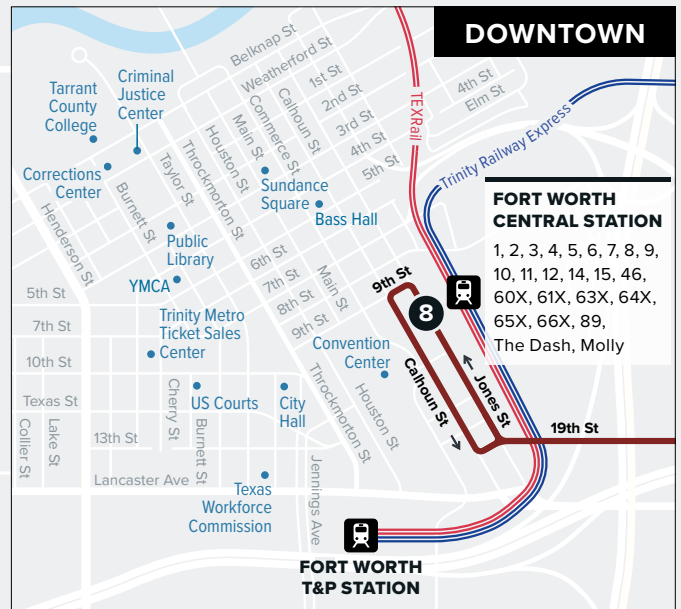 DOWNTOWN
Belknap St
Weatherford St
1st St
2nd St
3rd St
4th St
5th St
4th St
Elm St
TEXRail
Trinity Railway Express
Tarrant
County
College
Criminal
Justice
Center
Corrections
Center
Henderson St
Burnett St
Taylor St
Throckmorton St
Houston St
Main St
Commerce St
Calhoun St
Sundance
Square
Bass Hall
Public
Library
YMCA
FORT WORTH
CENTRAL STATION
1, 2, 3, 4, 5, 6, 7, 8, 9,
10, 11, 12, 14, 15, 46,
60X, 61X, 63X, 64X,
65X, 66X, 89,
The Dash, Molly
6th St
7th St
8th St
9th St
Main St
9th St
8
5th St
7th St
10th St
Texas St
13th St
Lancaster Ave
Collier St
Lake St
Cherry St
Burnett St
Trinity Metro
Ticket Sales
Center
US Courts
City
Hall
Convention
Center
Throckmorton St
Houston St
Calhoun St
Jones St
19th St
Texas
Workforce
Commission
Jennings Ave
FORT WORTH
T&P STATION